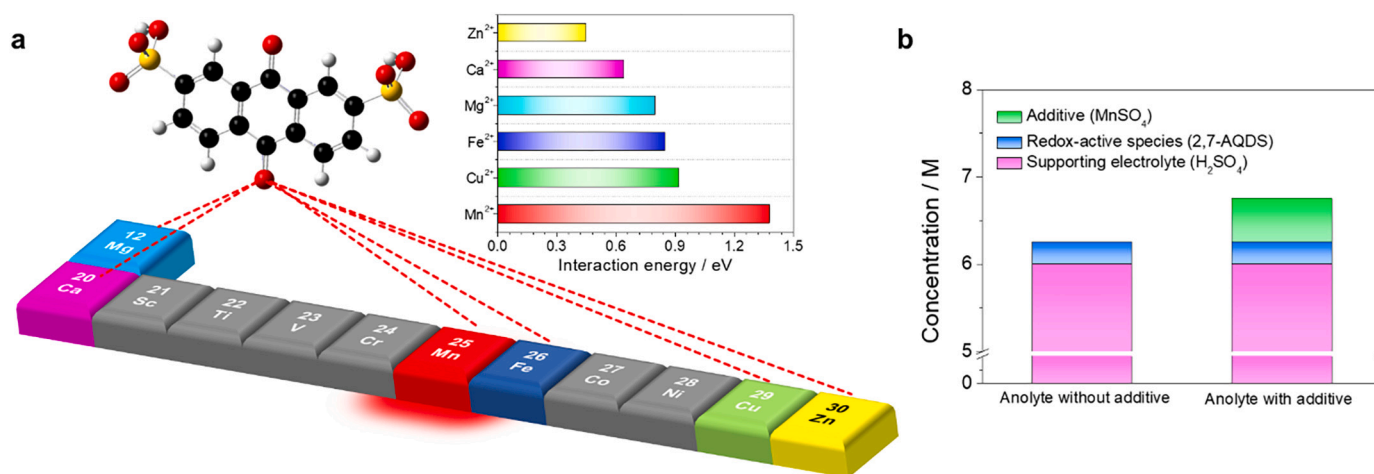 a
Zn²⁺
Ca²⁺
Mg²⁺
Fe²⁺
Cu²⁺
Mn²⁺
0.0 0.3 0.6 0.9 1.2 1.5
Interaction energy / eV
12
Mg
20
Ca
21
Sc
22
Ti
23
V
24
Cr
25
Mn
26
Fe
27
Co
28
Ni
29
Cu
30
Zn
b
Concentration / M
8
7
6
5
0
Additive (MnSO₄)
Redox-active species (2,7-AQDS)
Supporting electrolyte (H₂SO₄)
Anolyte without additive
Anolyte with additive